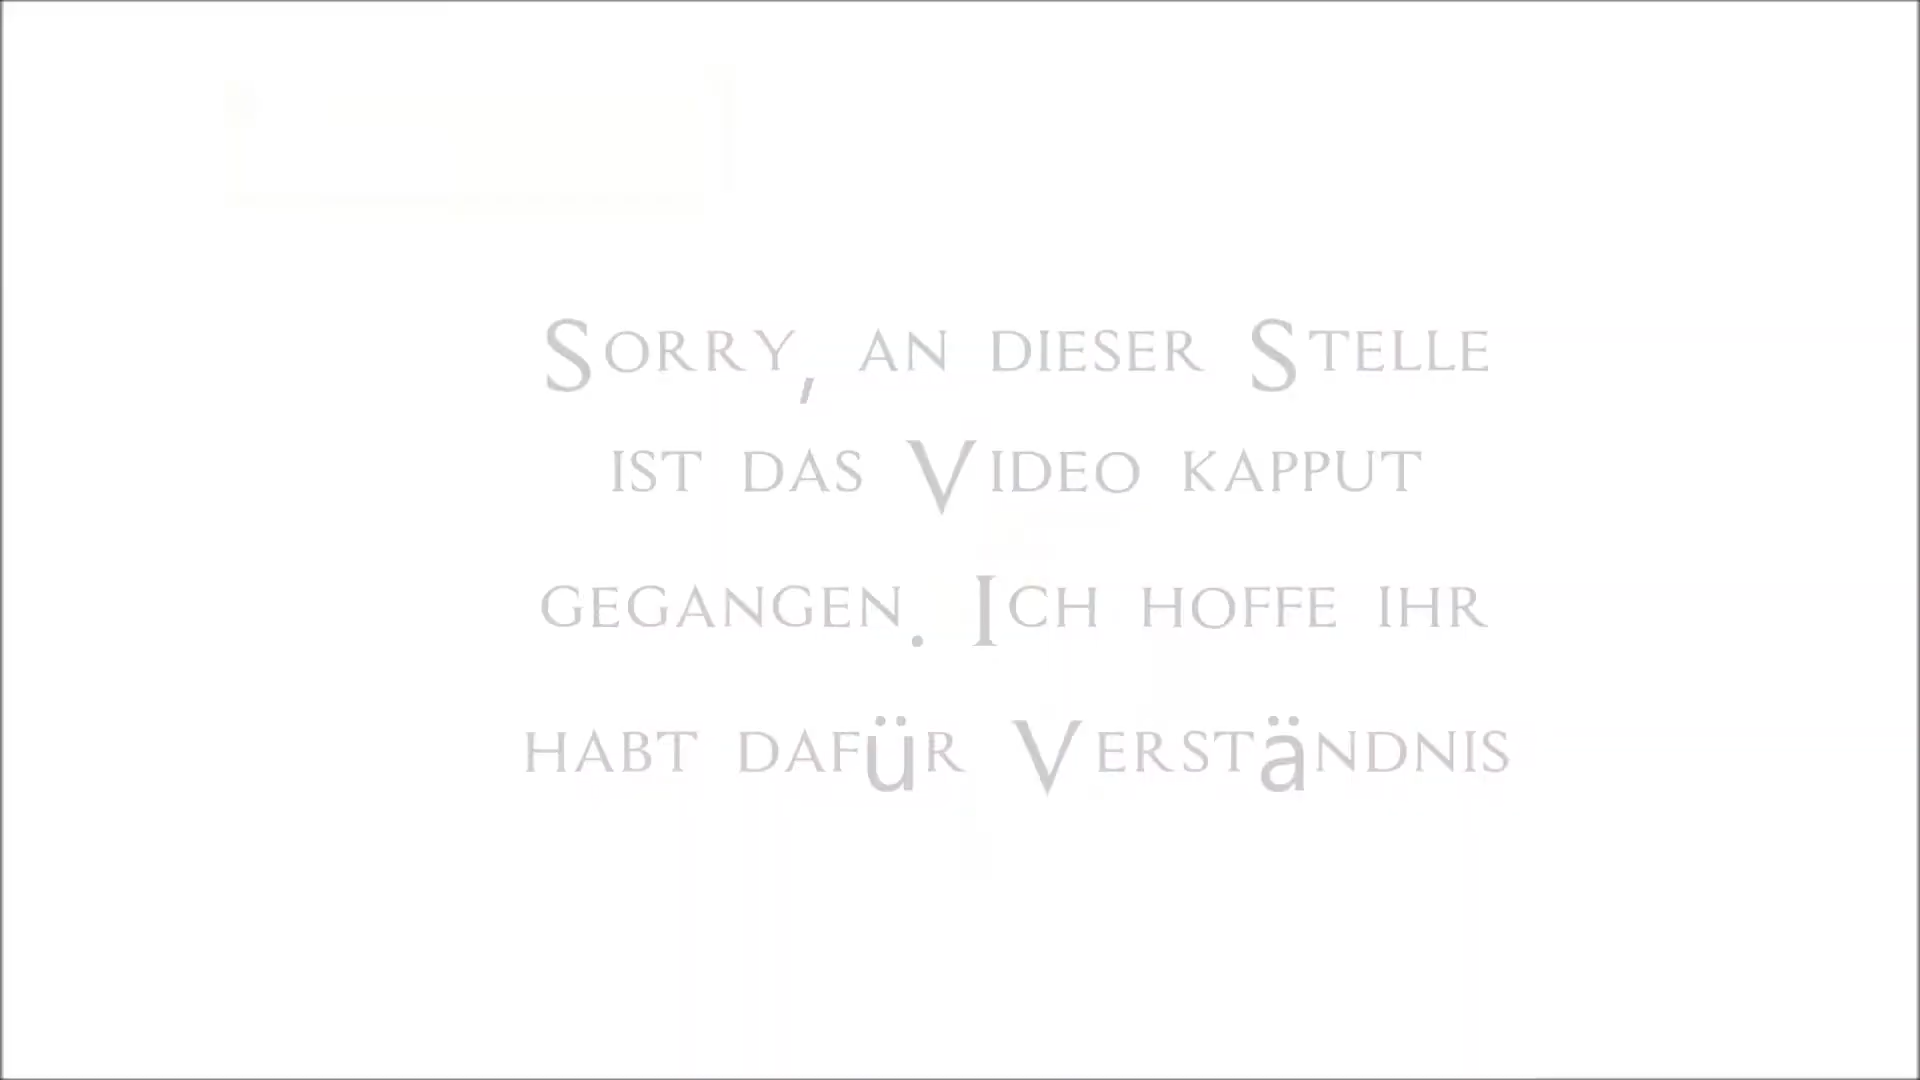 Sorry, an dieser Stelle
ist das Video kapput
gegangen. Ich hoffe ihr
habt dafür Verständnis